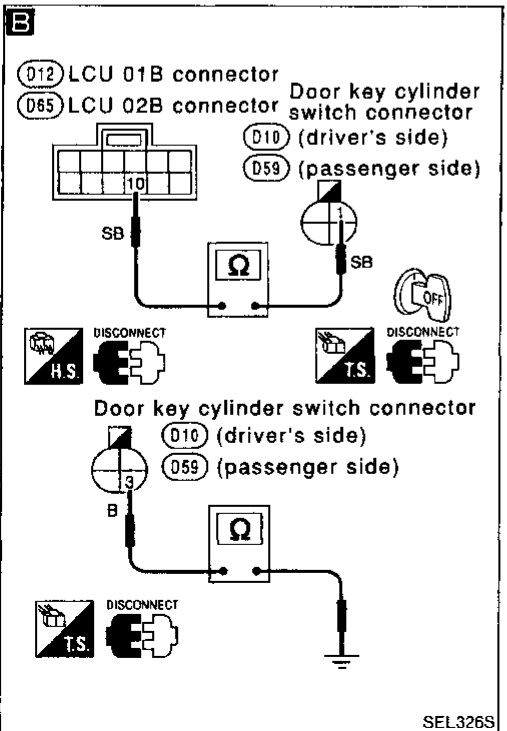 B
D12 LCU 01B connector
D65 LCU 02B connector
Door key cylinder
switch connector
D10 (driver's side)
D59 (passenger side)
10
1
SB
SB
Ω
OFF
H.S.
DISCONNECT
T.S.
DISCONNECT
Door key cylinder switch connector
D10 (driver's side)
D59 (passenger side)
3
B
Ω
T.S.
DISCONNECT
SEL326S